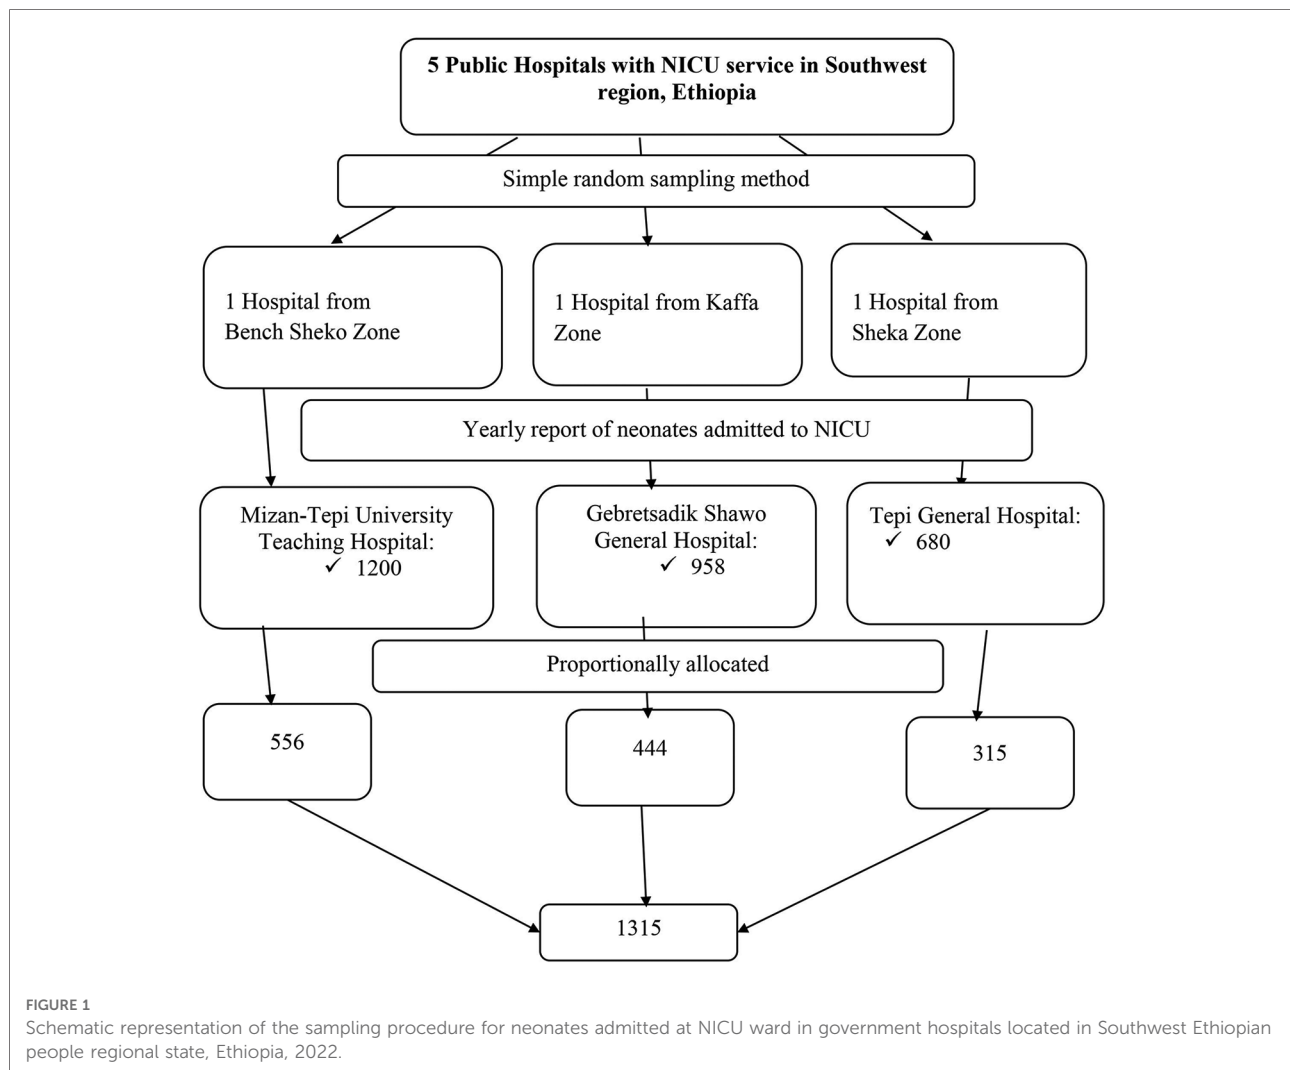 5 Public Hospitals with NICU service in Southwest
region, Ethiopia
Simple random sampling method
1 Hospital from
Bench Sheko Zone
1 Hospital from Kaffa
Zone
1 Hospital from
Sheka Zone
Yearly report of neonates admitted to NICU
Mizan-Tepi University
Teaching Hospital:
✓ 1200
Gebretsadik Shawo
General Hospital:
✓ 958
Tepi General Hospital:
✓ 680
Proportionally allocated
556
444
315
1315
FIGURE 1
Schematic representation of the sampling procedure for neonates admitted at NICU ward in government hospitals located in Southwest Ethiopian
people regional state, Ethiopia, 2022.